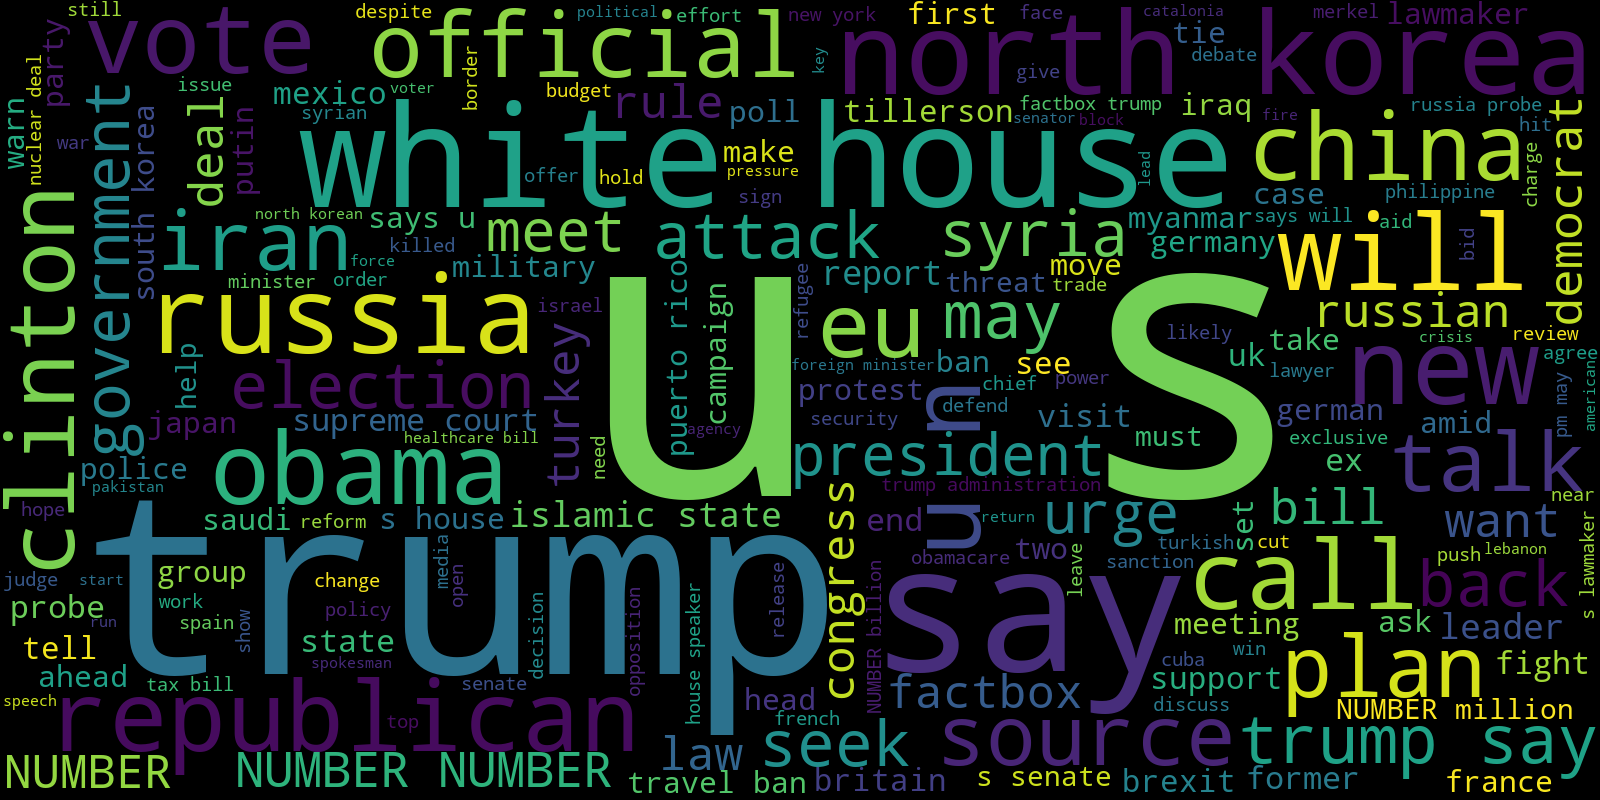 still
despite
political
effort
new york
first
face
catalonia
merkel
lawmaker
vote
official
north korea
tie
debate
party
key
give
border
issue
voter
budget
mexico
syrian
rule
poll
tillerson
factbox trump
senator
block
iraq
russia probe
fire
hit
warn
nuclear deal
war
government
south korea
deal
putin
white house
make
pressure
offer
hold
sign
lead
china
case
philippine
charge
democrat
north korean
says u
killed
force
meet
attack
syria
myanmar
germany
says will
aid
will
bid
iran
minister
order
military
report
threat
move
trade
clinton
russia
israel
puerto rico
campaign
refugee
eu
may
u s
likely
russian
review
crisis
help
election
turkey
foreign minister
ban
see
uk
take
lawyer
new
agree
american
japan
supreme court
protest
security
u n
chief
power
defend
visit
must
german
exclusive
amid
pm may
police
pakistan
healthcare bill
obama
need
agency
president
ex
talk
hope
saudi
reform
s house
islamic state
congress
trump administration
end
return
two
urge
turkish
cut
set
bill
want
near
lebanon
push
judge
start
group
change
media
open
trump
obamacare
say
leave
sanction
call
back
s lawmaker
probe
run
work
spain
show
policy
state
spokesman
decision
opposition
house speaker
release
NUMBER billion
meeting
win
ask
leader
tell
ahead
tax bill
senate
head
factbox
cuba
support
discuss
plan
fight
speech
republican
top
french
law
seek
source
NUMBER million
trump say
NUMBER
NUMBER NUMBER
travel ban
britain
s senate
brexit
former
france